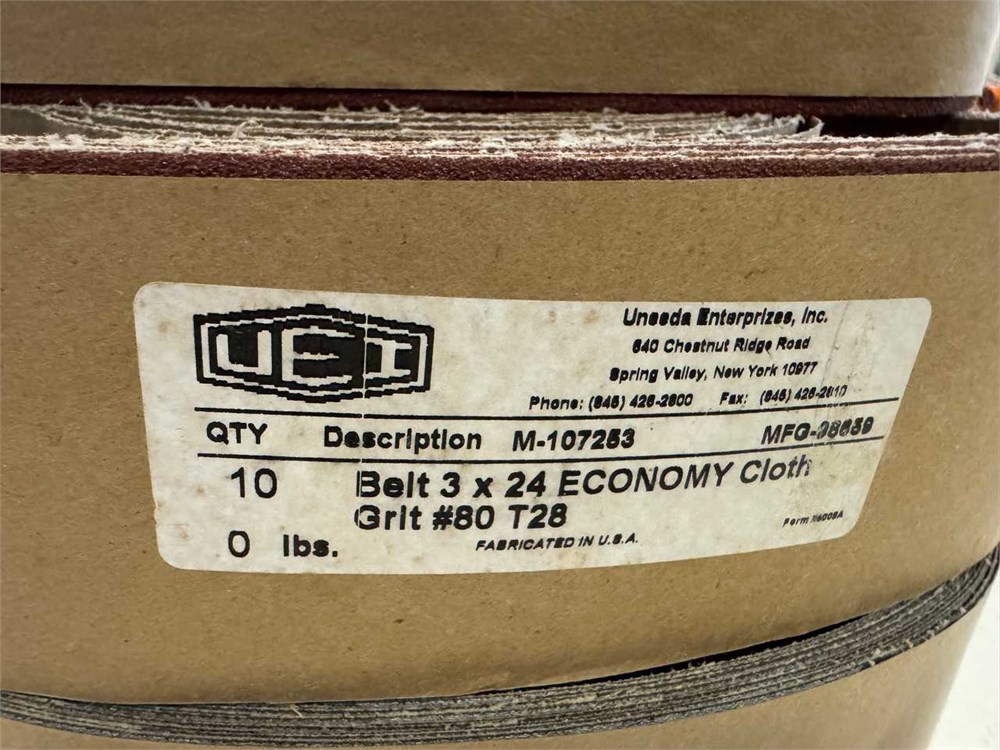 UEI
Uneeda Enterprizes, Inc.
640 Chestnut Ridge Road
Spring Valley, New York 10977
Phone: (845) 426-2800 Fax: (845) 426-2810
QTY Description M-107253 MFG-98659
10 Belt 3 x 24 ECONOMY Cloth
Grit #80 T28
0 lbs. FABRICATED IN U.S.A.
Form